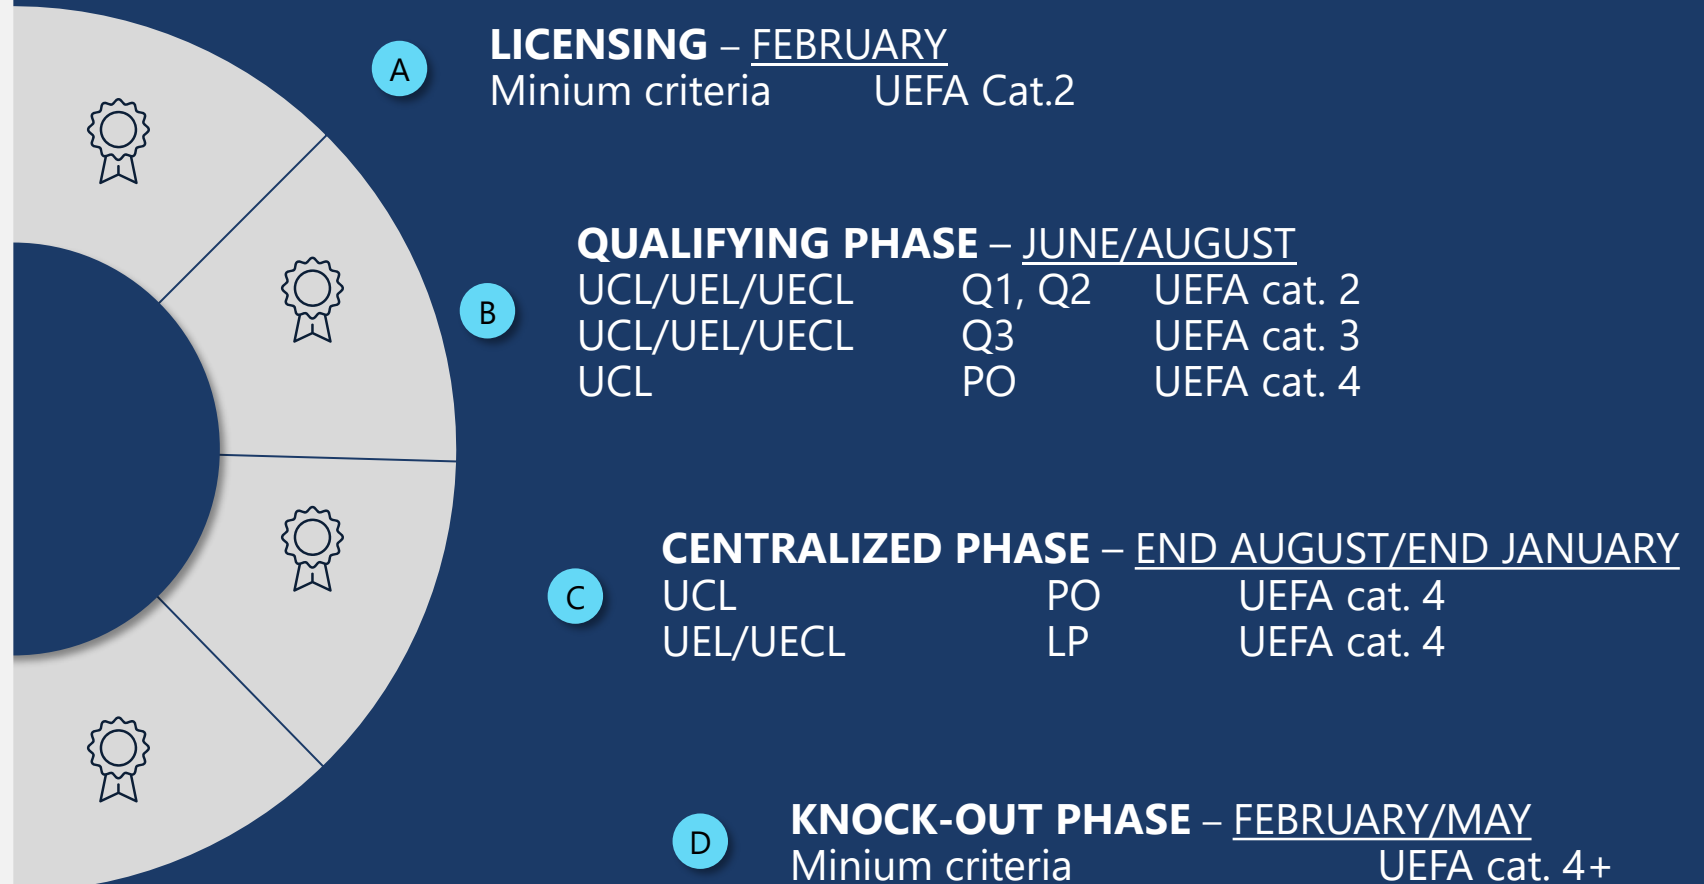 A
LICENSING – FEBRUARY
Minium criteria UEFA Cat.2
B
QUALIFYING PHASE – JUNE/AUGUST
UCL/UEL/UECL Q1, Q2 UEFA cat. 2
UCL/UEL/UECL Q3 UEFA cat. 3
UCL PO UEFA cat. 4
C
CENTRALIZED PHASE – END AUGUST/END JANUARY
UCL PO UEFA cat. 4
UEL/UECL LP UEFA cat. 4
D
KNOCK-OUT PHASE – FEBRUARY/MAY
Minium criteria UEFA cat. 4+